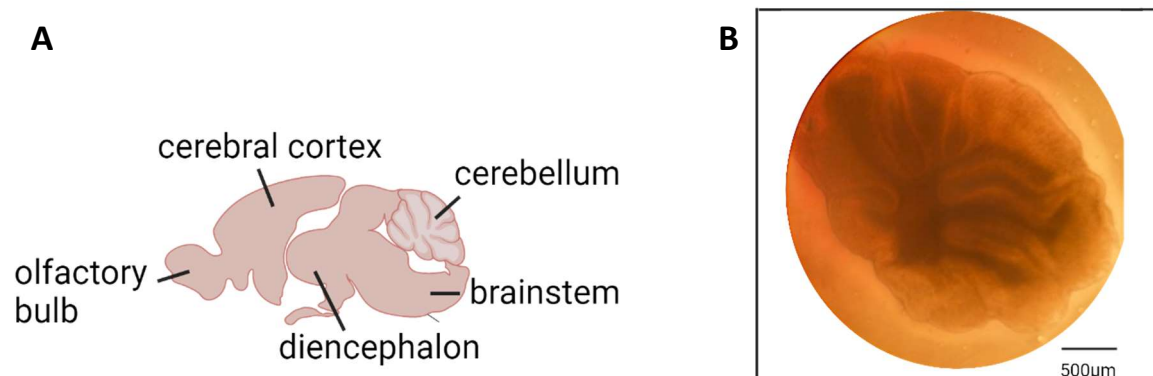 A
B
cerebral cortex
cerebellum
olfactory
bulb
brainstem
diencephalon
500µm